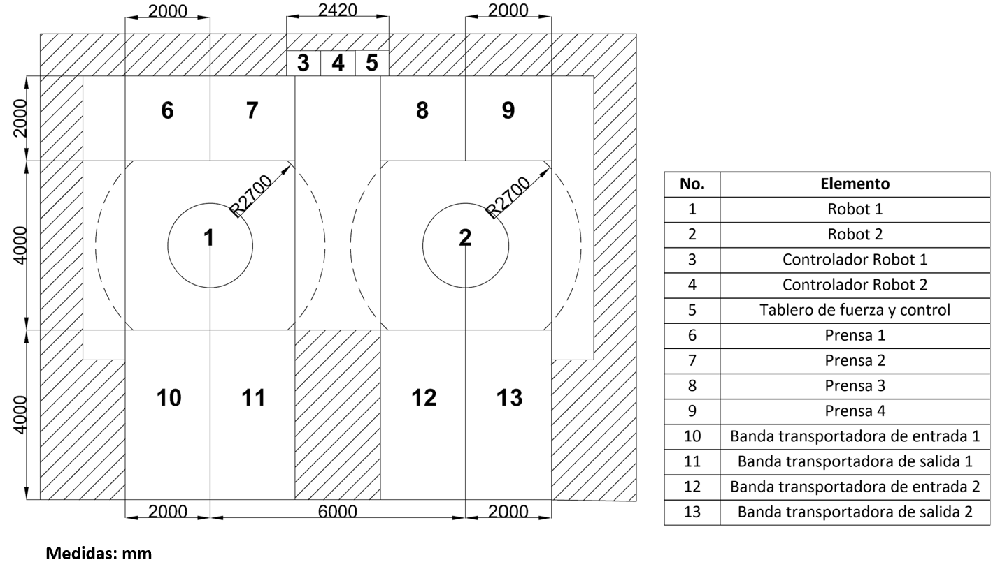 2000
2420
2000
3 4 5
6 7 8 9
2000
R2700
R2700
1
2
4000
10 11 12 13
4000
2000
6000
2000
Medidas: mm
No. Elemento
1 Robot 1
2 Robot 2
3 Controlador Robot 1
4 Controlador Robot 2
5 Tablero de fuerza y control
6 Prensa 1
7 Prensa 2
8 Prensa 3
9 Prensa 4
10 Banda transportadora de entrada 1
11 Banda transportadora de salida 1
12 Banda transportadora de entrada 2
13 Banda transportadora de salida 2